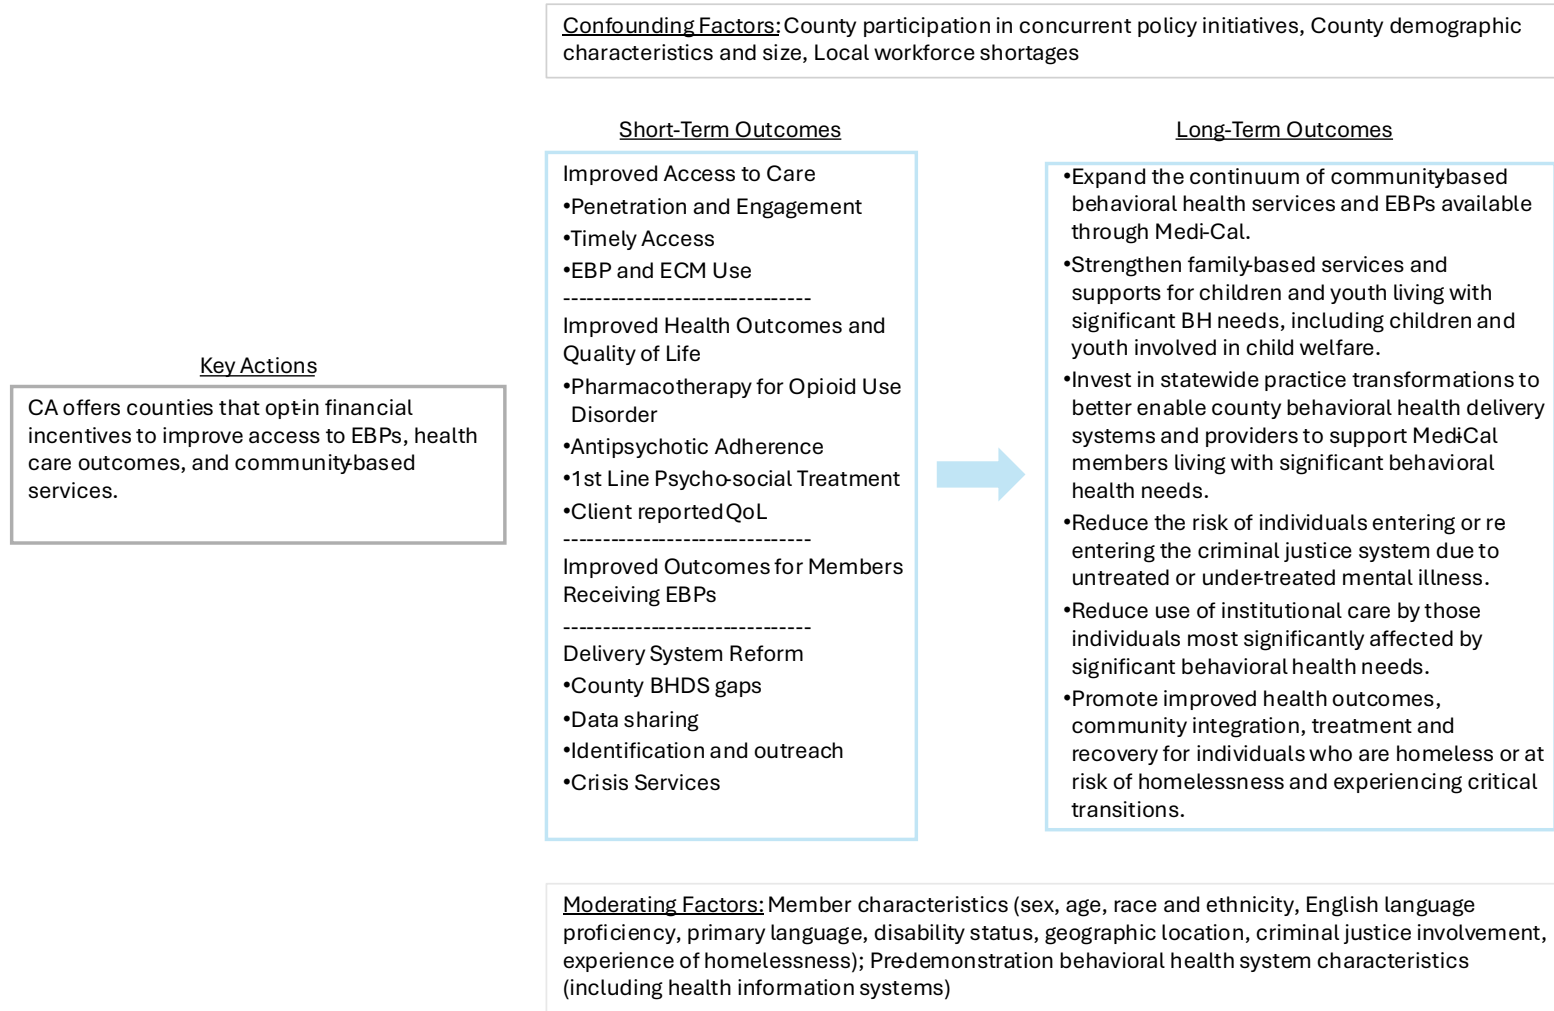 Confounding Factors: County participation in concurrent policy initiatives, County demographic
characteristics and size, Local workforce shortages
Key Actions
CA offers counties that opt-in financial
incentives to improve access to EBPs, health
care outcomes, and community-based
services.
Short-Term Outcomes
Improved Access to Care
•Penetration and Engagement
•Timely Access
•EBP and ECM Use
-------------------------------
Improved Health Outcomes and
Quality of Life
•Pharmacotherapy for Opioid Use
Disorder
•Antipsychotic Adherence
•1st Line Psycho-social Treatment
•Client reported QoL
-------------------------------
Improved Outcomes for Members
Receiving EBPs
-------------------------------
Delivery System Reform
•County BHDS gaps
•Data sharing
•Identification and outreach
•Crisis Services
Long-Term Outcomes
•Expand the continuum of community-based
behavioral health services and EBPs available
through Medi-Cal.
•Strengthen family-based services and
supports for children and youth living with
significant BH needs, including children and
youth involved in child welfare.
•Invest in statewide practice transformations to
better enable county behavioral health delivery
systems and providers to support Medi-Cal
members living with significant behavioral
health needs.
•Reduce the risk of individuals entering or re-
entering the criminal justice system due to
untreated or under-treated mental illness.
•Reduce use of institutional care by those
individuals most significantly affected by
significant behavioral health needs.
•Promote improved health outcomes,
community integration, treatment and
recovery for individuals who are homeless or at
risk of homelessness and experiencing critical
transitions.
Moderating Factors: Member characteristics (sex, age, race and ethnicity, English language
proficiency, primary language, disability status, geographic location, criminal justice involvement,
experience of homelessness); Pre-demonstration behavioral health system characteristics
(including health information systems)